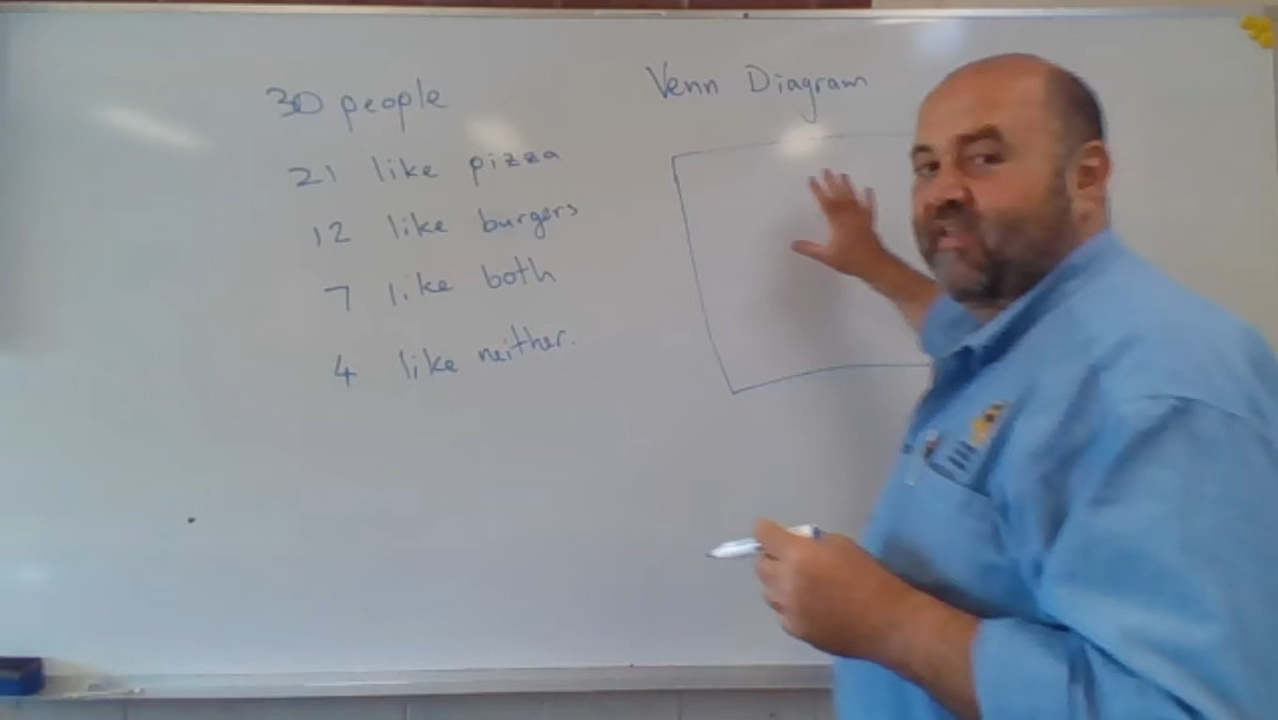 30 people
21 like pizza
12 like burgers
7 like both
4 like neither.
Venn Diagram